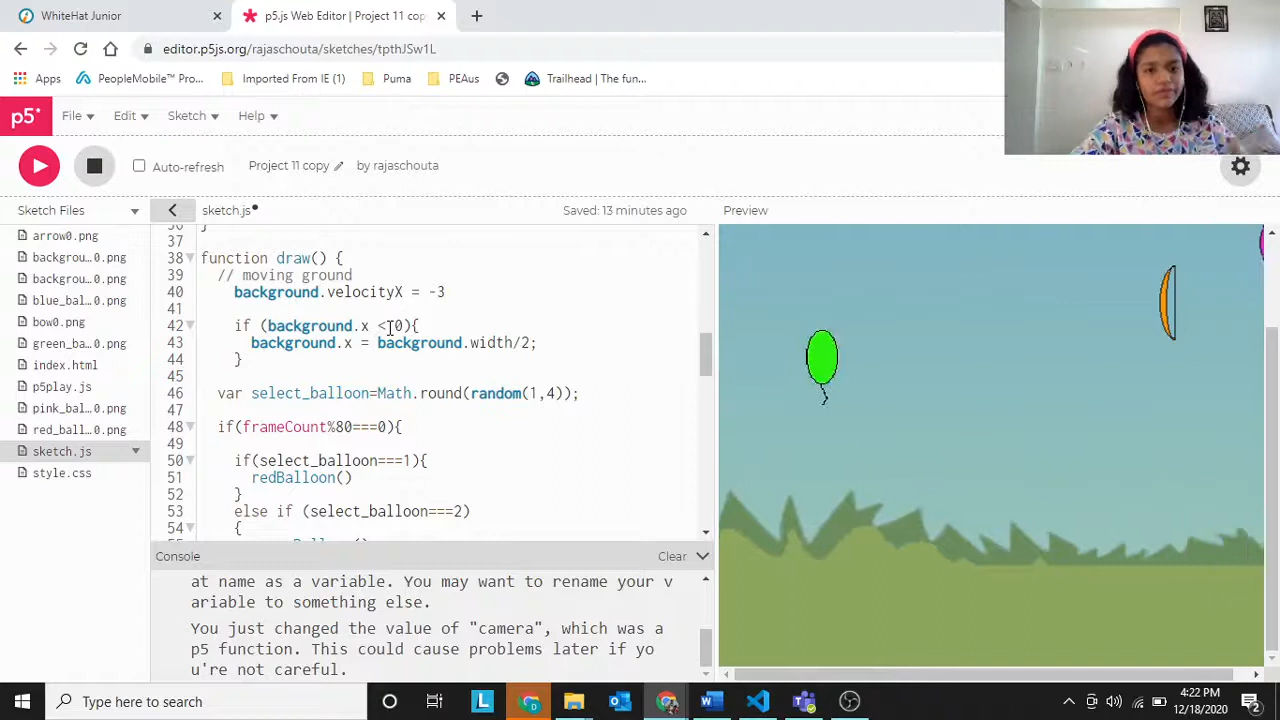 WhiteHat Junior
p5.js Web Editor | Project 11 cop
editor.p5js.org/rajaschouta/sketches/tpthJSw1L
Apps
PeopleMobile™ Pro...
Imported From IE (1)
Puma
PEAus
Trailhead | The fun...
p5*
File
Edit
Sketch
Help
Auto-refresh
Project 11 copy
by rajaschouta
Sketch Files
sketch.js
Saved: 13 minutes ago
Preview
arrow0.png
backgrou...0.png
backgrou...0.png
blue_bal...0.png
bow0.png
green_ba...0.png
index.html
p5play.js
pink_bal...0.png
red_ball...0.png
sketch.js
style.css
36 }
37
38 function draw() {
39 // moving ground
40 background.velocityX = -3
41
42 if (background.x < 0){
43 background.x = background.width/2;
44 }
45
46 var select_balloon=Math.round(random(1,4));
47
48 if(frameCount%80===0){
49
50 if(select_balloon===1){
51 redBalloon()
52 }
53 else if (select_balloon===2)
54 {
Console
Clear
at name as a variable. You may want to rename your v
ariable to something else.
You just changed the value of "camera", which was a
p5 function. This could cause problems later if yo
u're not careful.
Type here to search
4:22 PM
12/18/2020
2